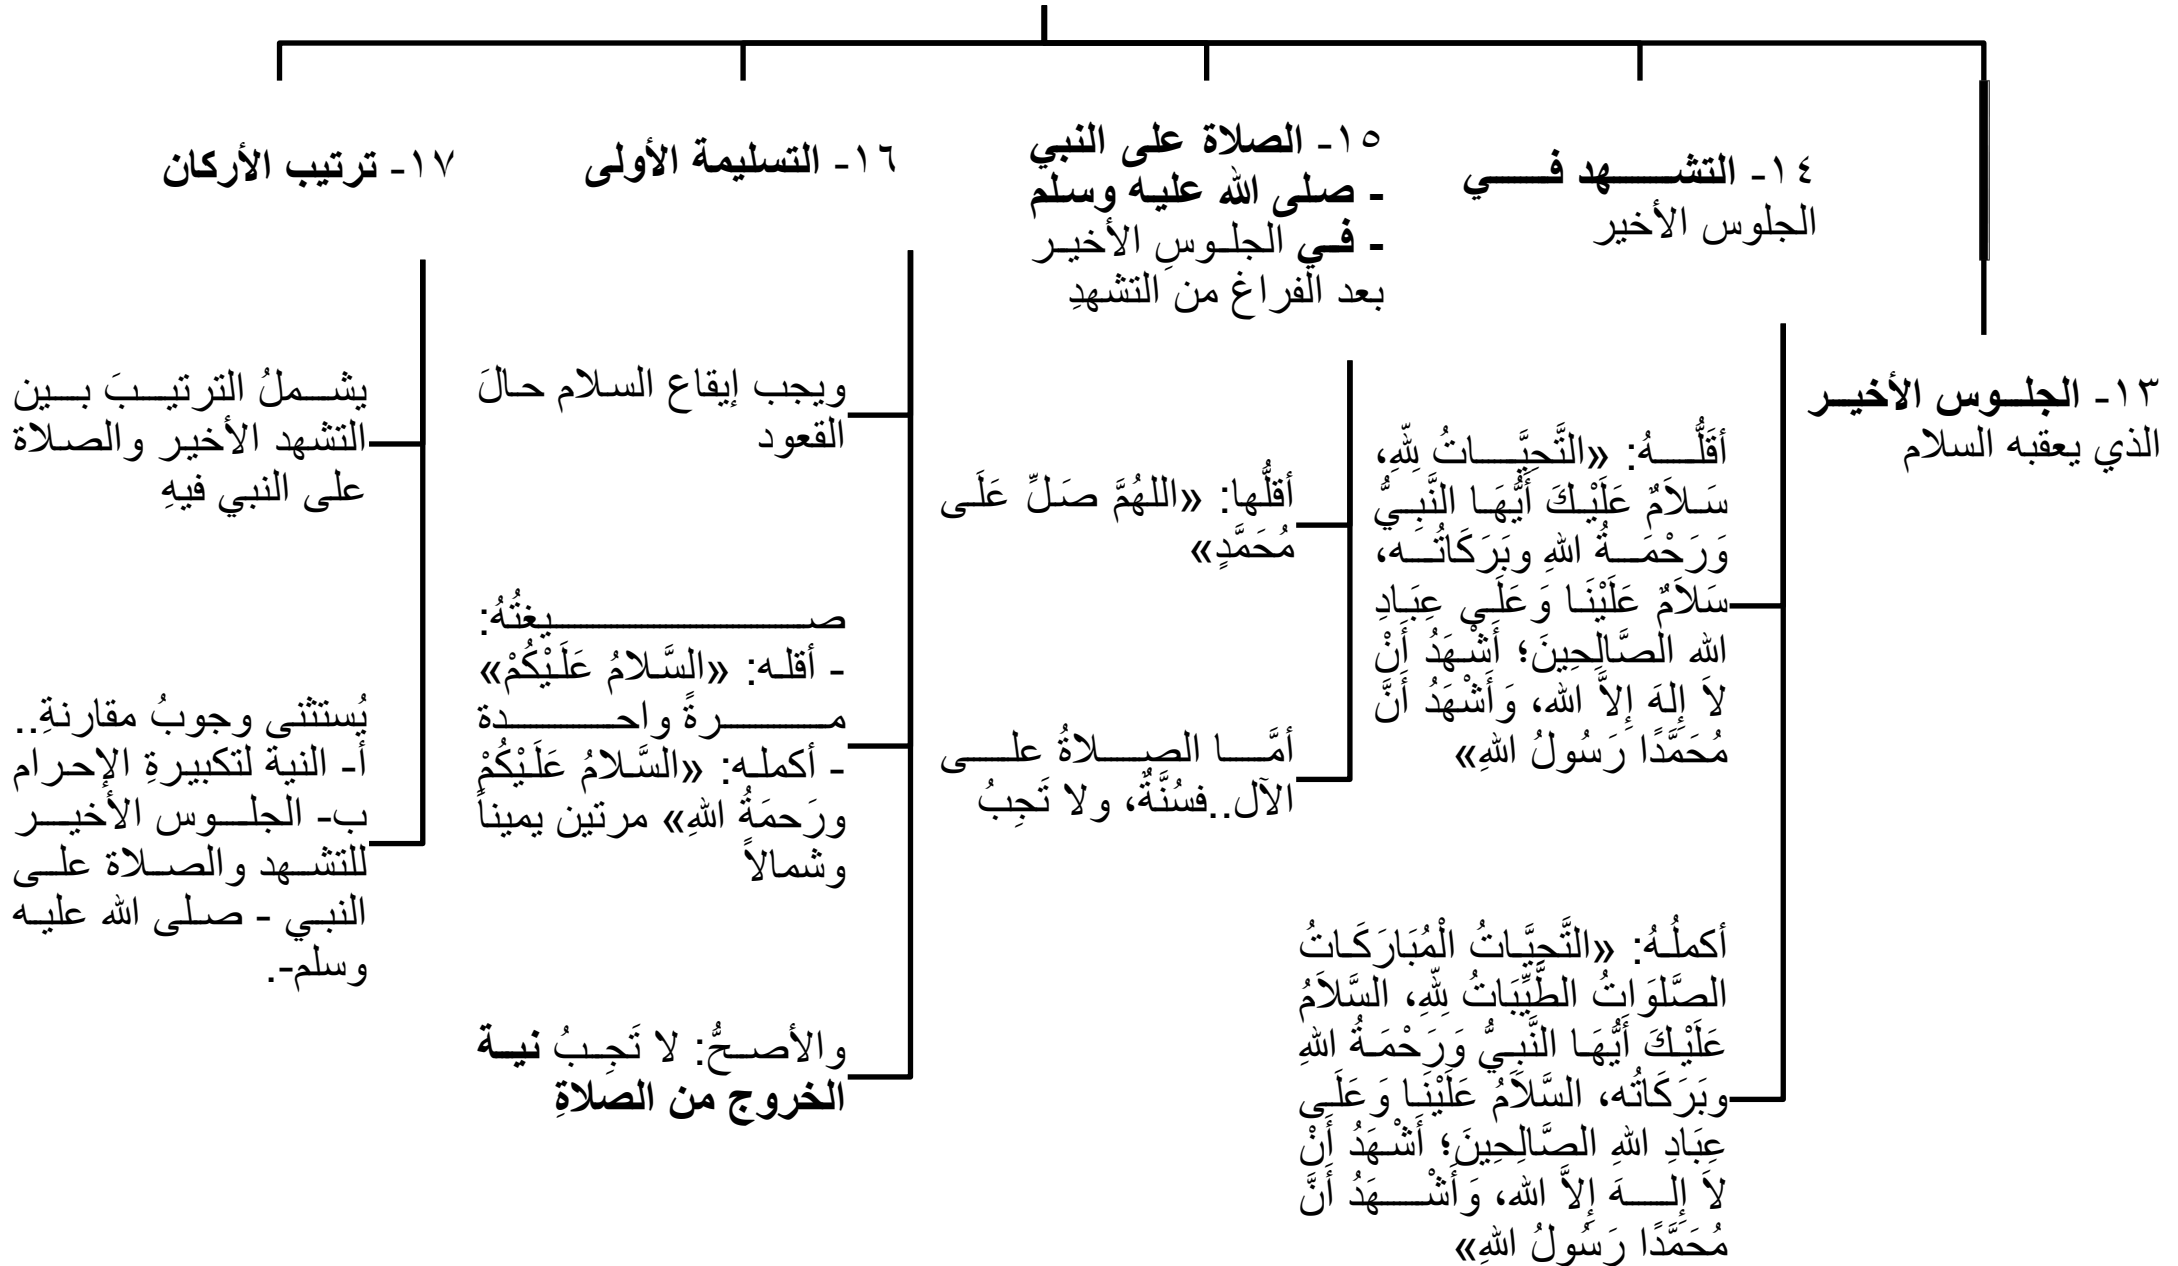 ١٣- الجلوس الأخير
الذي يعقبه السلام
١٤- التشهد في
الجلوس الأخير
أقَلُّهُ: «التَّحِيَّاتُ لِلّهِ،
سَلاَمٌ عَلَيْكَ أَيُّهَا النَّبِيُّ
وَرَحْمَةُ اللهِ وبَرَكَاتُه،
سَلاَمٌ عَلَيْنَا وَعَلَى عِبَادِ
الله الصَّالِحِينَ؛ أَشْهَدُ أَنْ
لاَ إِلهَ إِلاَّ الله، وَأَشْهَدُ أَنَّ
مُحَمَّدًا رَسُولُ اللهِ»
أكملُهُ: «التَّحِيَّاتُ الْمُبَارَكَاتُ
الصَّلوَاتُ الطَّيِّبَاتُ لِلّهِ، السَّلاَمُ
عَلَيْكَ أَيُّهَا النَّبِيُّ وَرَحْمَةُ اللهِ
وبَرَكَاتُه، السَّلاَمُ عَلَيْنَا وَعَلَى
عِبَادِ اللهِ الصَّالِحِينَ؛ أَشْهَدُ أَنْ
لاَ إِلهَ إِلاَّ الله، وَأَشْهَدُ أَنَّ
مُحَمَّدًا رَسُولُ اللهِ»
١٥- الصلاة على النبي
- صلى الله عليه وسلم
- في الجلوسِ الأخير
بعد الفراغ من التشهدِ
أقلُّها: «اللهُمَّ صَلِّ عَلَى
مُحَمَّدٍ»
أمَّا الصلاةُ على
الآل..فسُنَّةٌ، ولا تَجِبُ
١٦- التسليمة الأولى
ويجب إيقاع السلام حالَ
القعود
صيغتُهُ:
- أقله: «السَّلامُ عَلَيْكُمْ»
مرةً واحدة
- أكمله: «السَّلامُ عَلَيْكُمْ
ورَحمَةُ اللهِ» مرتين يميناً
وشمالاً
والأصحُّ: لا تَجِبُ نية
الخروج من الصلاةِ
١٧- ترتيب الأركان
يشملُ الترتيبَ بين
التشهد الأخير والصلاة
على النبي فيهِ
يُستثنى وجوبُ مقارنةِ..
أ- النية لتكبيرةِ الإحرام
ب- الجلوس الأخير
للتشهد والصلاة على
النبي - صلى الله عليه
وسلم-.